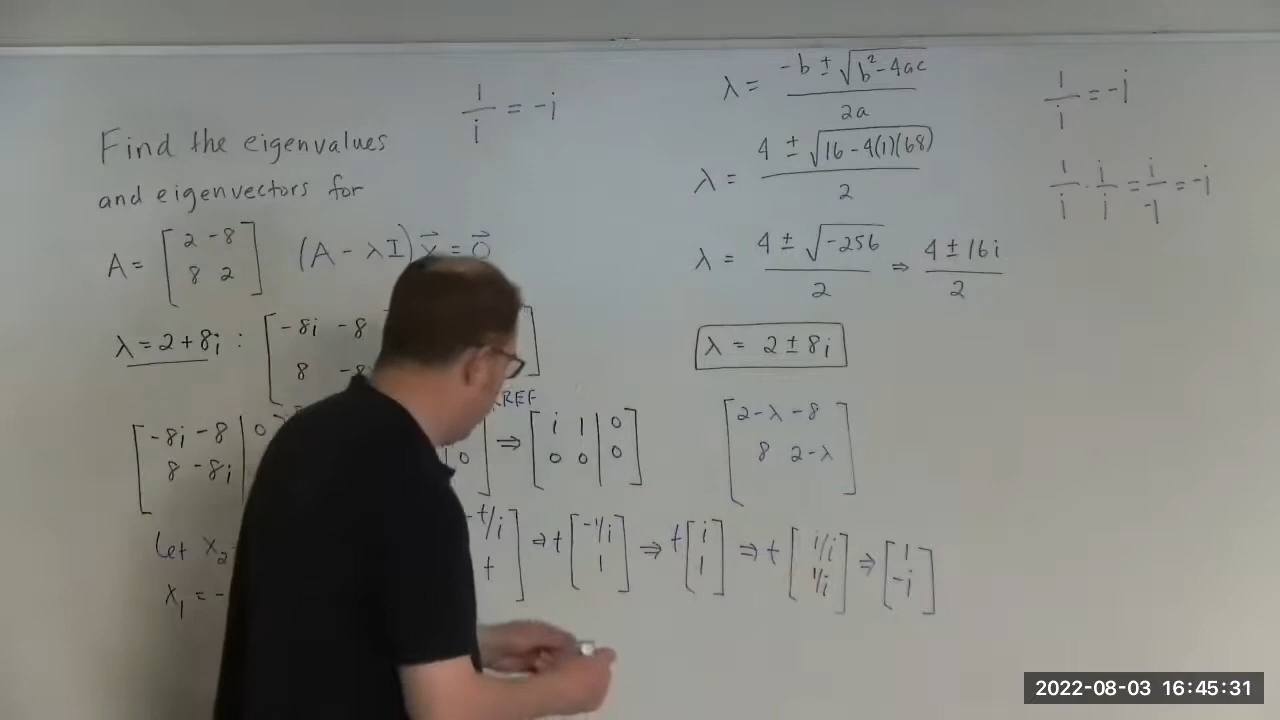 1/i = -i
Find the eigenvalues
and eigenvectors for
A = [ 2 -8
8 2 ]
(A - λI) x⃗ = 0⃗
λ = 2 + 8i : [ -8i -8
8
[ -8i -8 | 0
8 -8i |
RREF
0 ] ⇒ [ i 1 | 0
0 0 | 0 ]
Let x₂
x₁ = -
-t/i
t ] ⇒ t [ -1/i
1 ] ⇒ t [ i
1 ] ⇒ t [ i/i
1/i ] ⇒ [ 1
-i ]
λ = (-b ± √(b² - 4ac)) / 2a
λ = (4 ± √(16 - 4(1)(68))) / 2
λ = (4 ± √(-256)) / 2 ⇒ (4 ± 16i) / 2
λ = 2 ± 8i
[ 2-λ -8
8 2-λ ]
1/i = -i
1/i · i/i = i/-1 = -i
2022-08-03 16:45:31